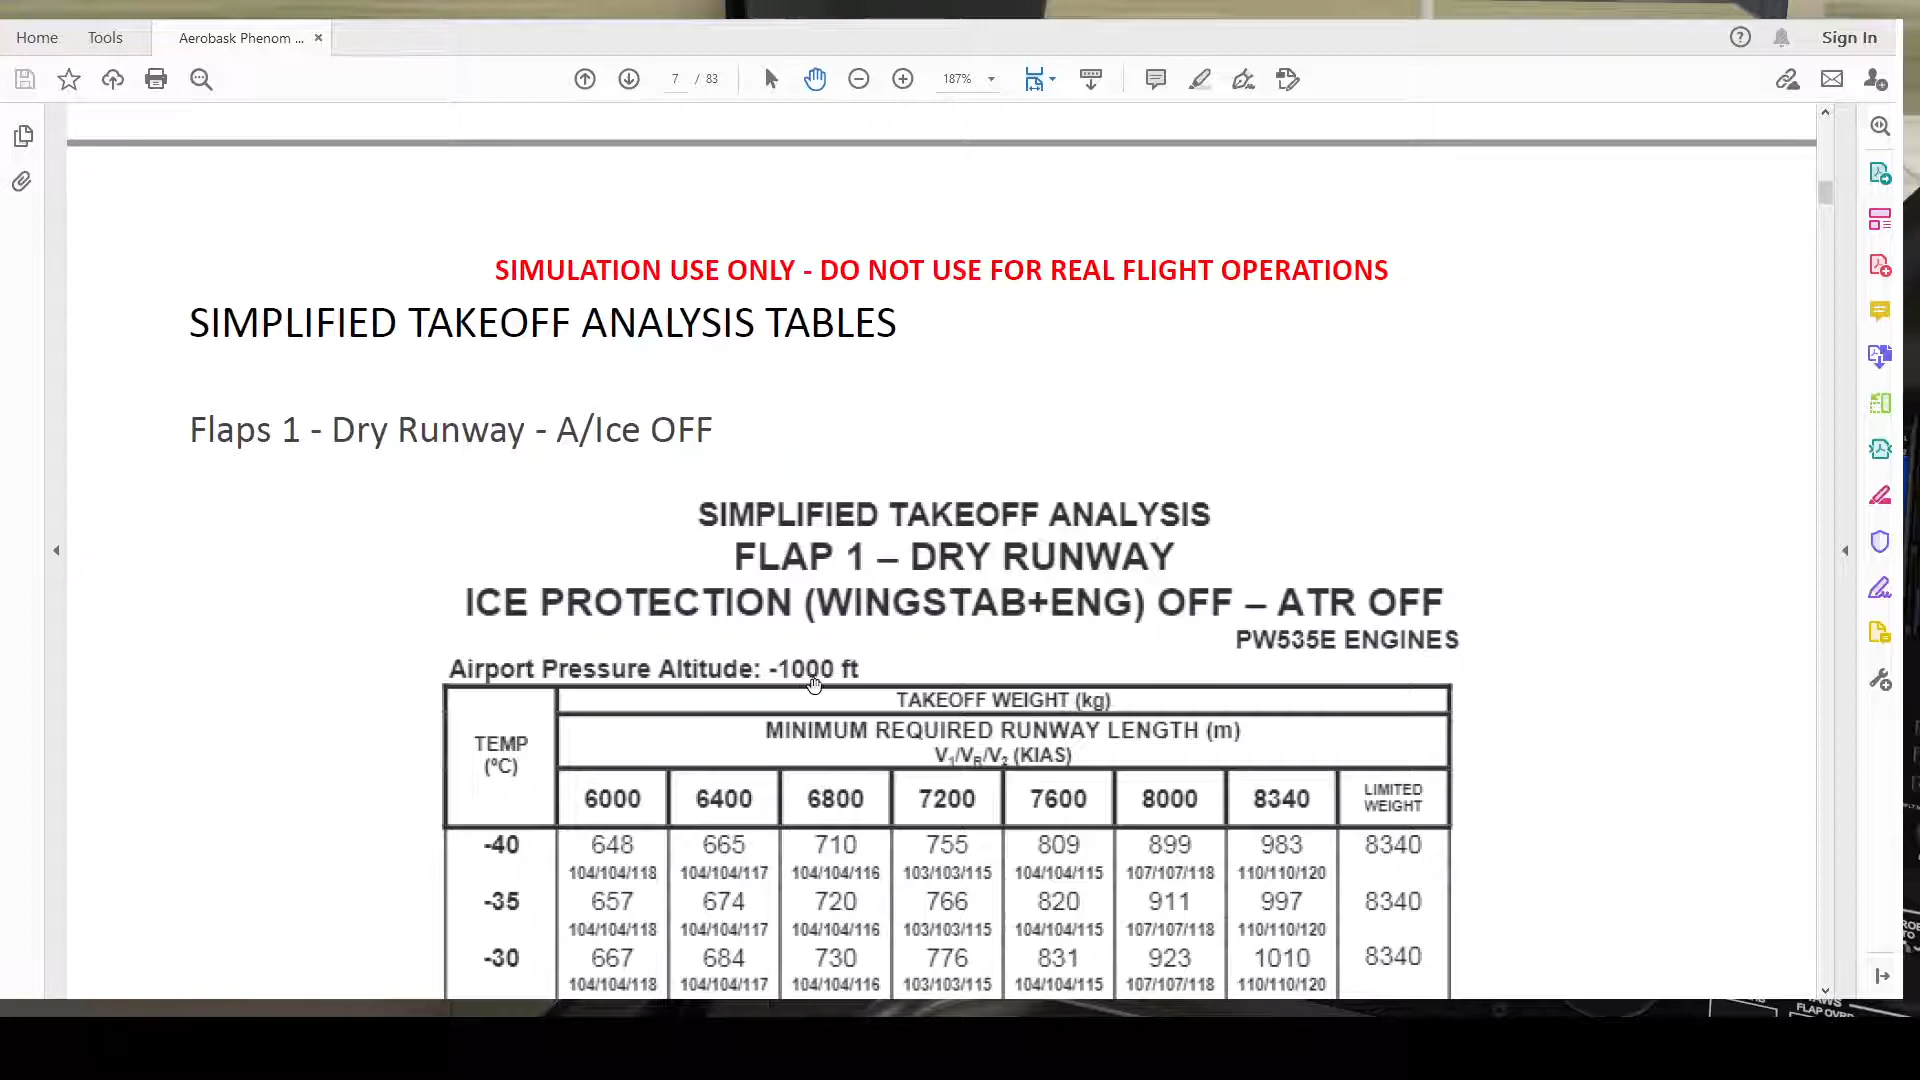 Home Tools Aerobask Phenom ... × Sign In
7 / 83 187%
SIMULATION USE ONLY - DO NOT USE FOR REAL FLIGHT OPERATIONS
SIMPLIFIED TAKEOFF ANALYSIS TABLES
Flaps 1 - Dry Runway - A/Ice OFF
SIMPLIFIED TAKEOFF ANALYSIS
FLAP 1 – DRY RUNWAY
ICE PROTECTION (WINGSTAB+ENG) OFF – ATR OFF
PW535E ENGINES
Airport Pressure Altitude: -1000 ft
TAKEOFF WEIGHT (kg)
TEMP (ºC)
MINIMUM REQUIRED RUNWAY LENGTH (m)
V1/VR/V2 (KIAS)
6000 6400 6800 7200 7600 8000 8340 LIMITED WEIGHT
-40 648 665 710 755 809 899 983 8340
104/104/118 104/104/117 104/104/116 103/103/115 104/104/115 107/107/118 110/110/120
-35 657 674 720 766 820 911 997 8340
104/104/118 104/104/117 104/104/116 103/103/115 104/104/115 107/107/118 110/110/120
-30 667 684 730 776 831 923 1010 8340
104/104/118 104/104/117 104/104/116 103/103/115 104/104/115 107/107/118 110/110/120
FLAP OVRD